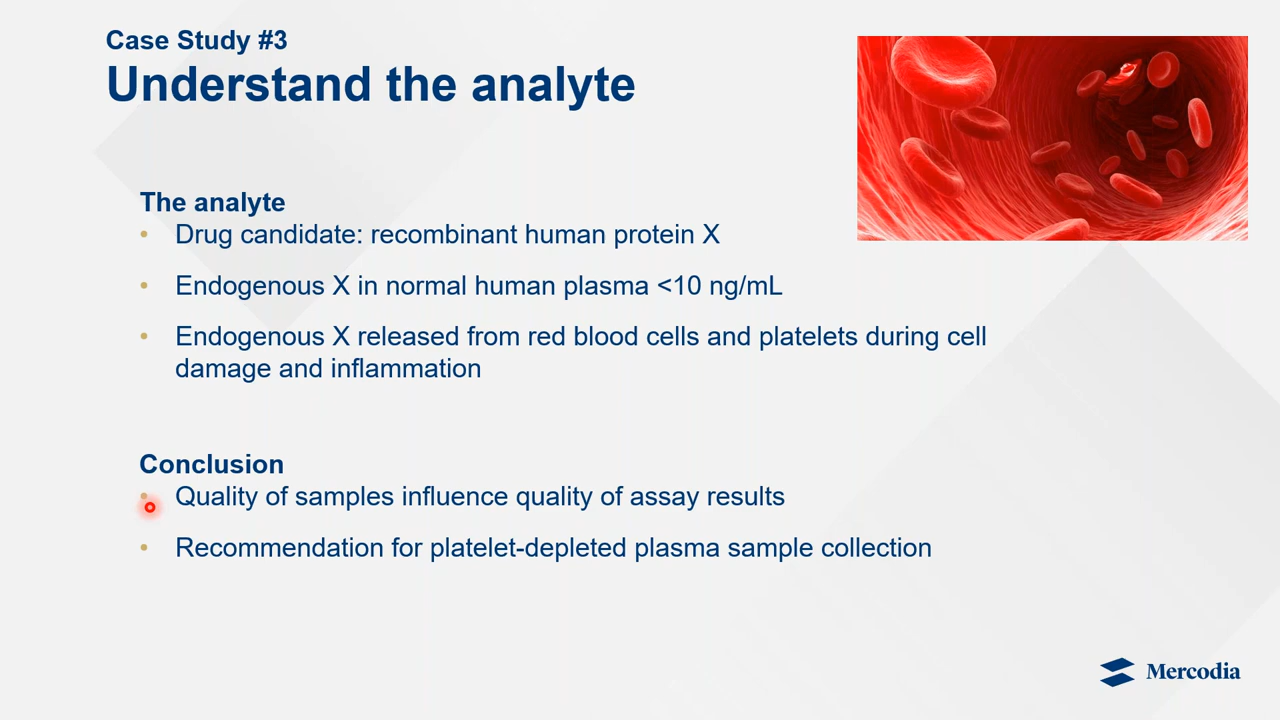 Case Study #3
Understand the analyte
The analyte
• Drug candidate: recombinant human protein X
• Endogenous X in normal human plasma <10 ng/mL
• Endogenous X released from red blood cells and platelets during cell
damage and inflammation
Conclusion
• Quality of samples influence quality of assay results
• Recommendation for platelet-depleted plasma sample collection
Mercodia